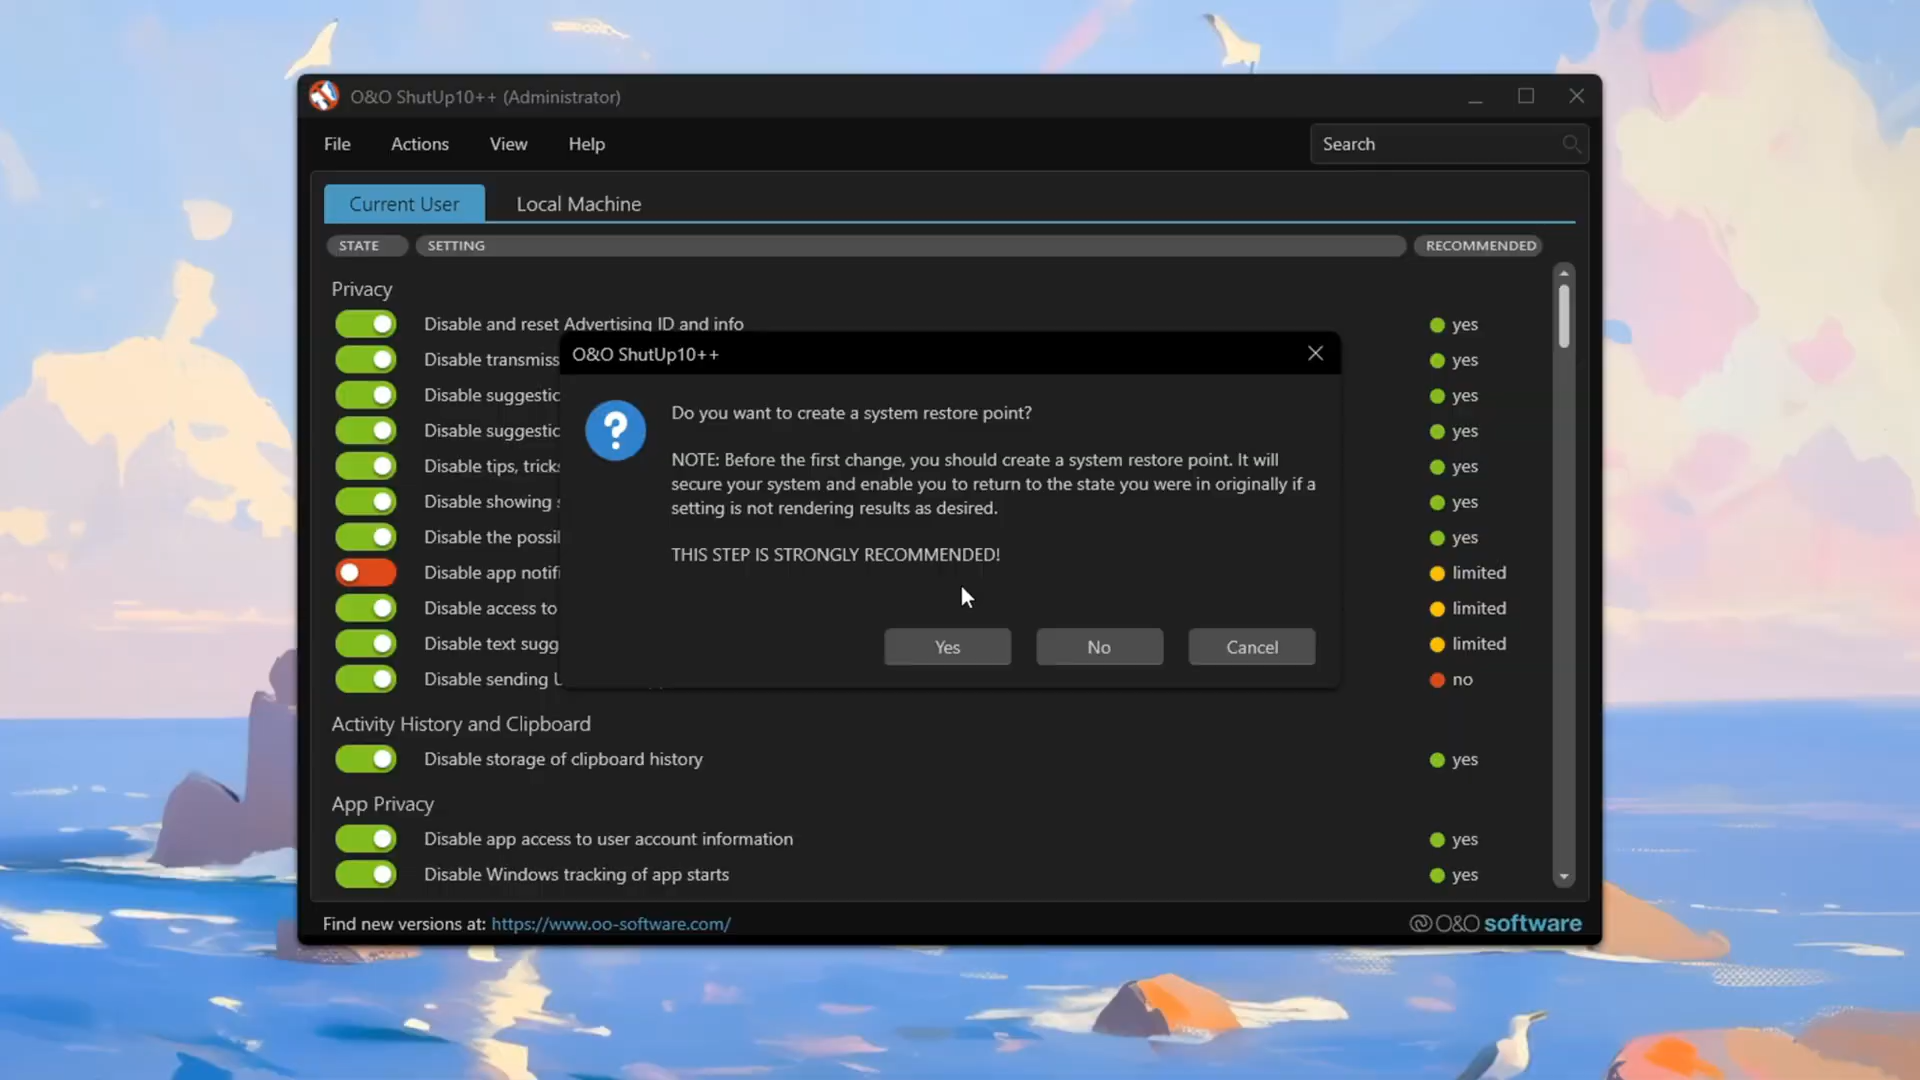 O&O ShutUp10++ (Administrator)
File Actions View Help Search
Current User Local Machine
STATE SETTING RECOMMENDED
Privacy
Disable and reset Advertising ID and info yes
Disable yes
Disable yes
Disable yes
Disable tips, yes
Disable showing yes
Disable the yes
Disable app limited
Disable access to limited
Disable text limited
Disable sending no
O&O ShutUp10++
Do you want to create a system restore point?
NOTE: Before the first change, you should create a system restore point. It will
secure your system and enable you to return to the state you were in originally if a
setting is not rendering results as desired.
THIS STEP IS STRONGLY RECOMMENDED!
Yes No Cancel
Activity History and Clipboard
Disable storage of clipboard history yes
App Privacy
Disable app access to user account information yes
Disable Windows tracking of app starts yes
Find new versions at: https://www.oo-software.com/ O&O software